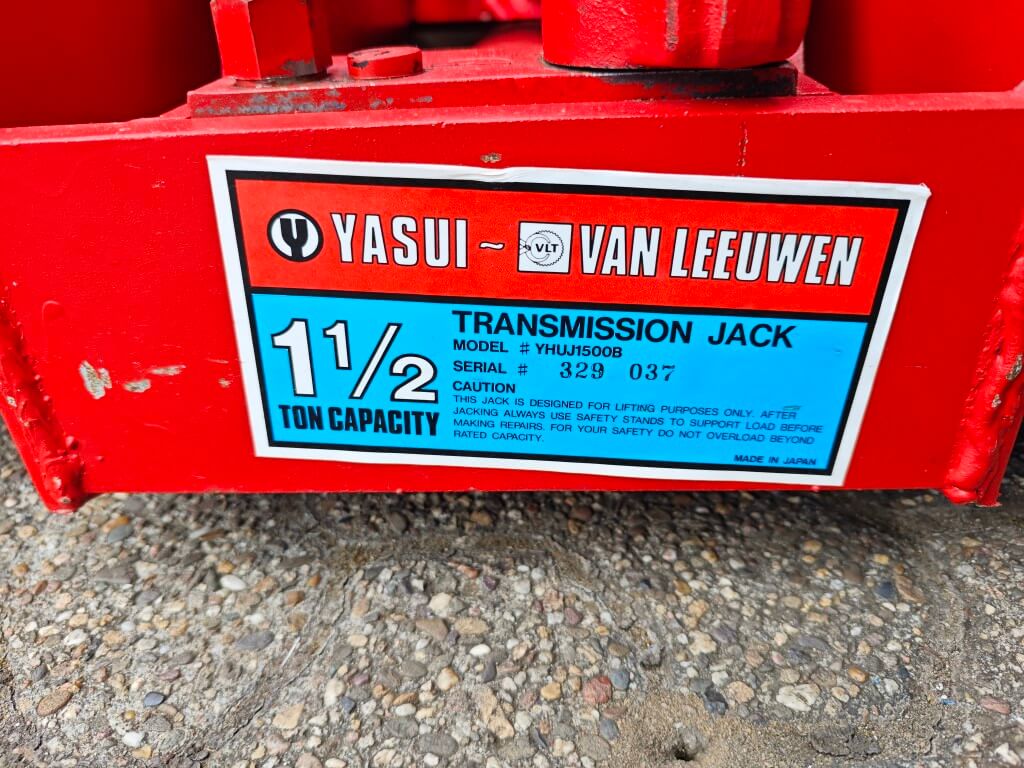 YASUI ~ VLT VAN LEEUWEN
1 1/2
TON CAPACITY
TRANSMISSION JACK
MODEL # YHUJ1500B
SERIAL # 329 037
CAUTION
THIS JACK IS DESIGNED FOR LIFTING PURPOSES ONLY. AFTER
JACKING ALWAYS USE SAFETY STANDS TO SUPPORT LOAD BEFORE
MAKING REPAIRS. FOR YOUR SAFETY DO NOT OVERLOAD BEYOND
RATED CAPACITY.
MADE IN JAPAN